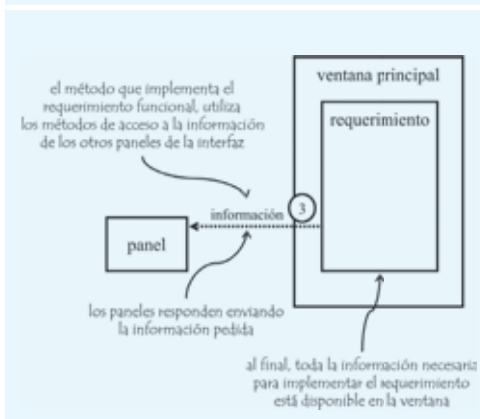 ventana principal
el método que implementa el
requerimiento funcional, utiliza
los métodos de acceso a la información
de los otros paneles de la interfaz
requerimiento
información
3
panel
los paneles responden enviando
la información pedida
al final, toda la información necesaria
para implementar el requerimiento
está disponible en la ventana